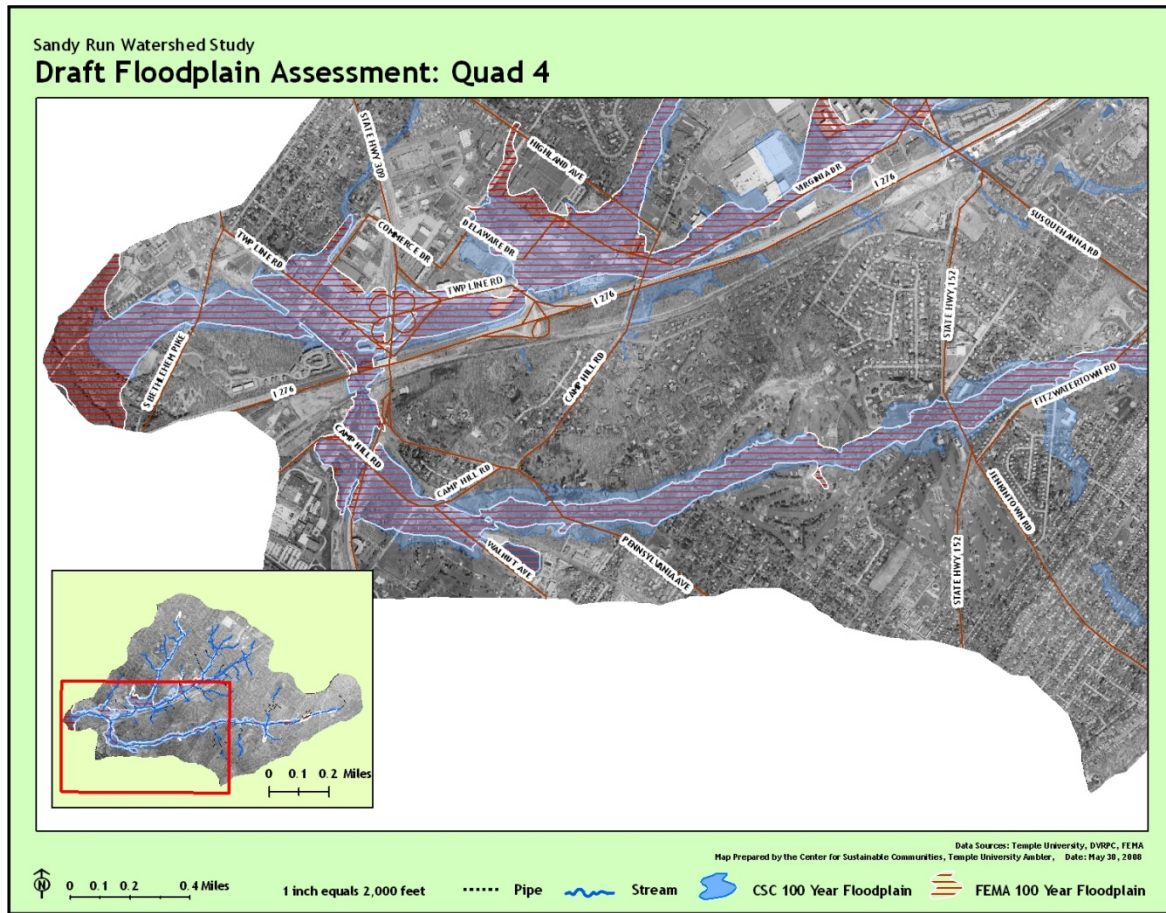 Sandy Run Watershed Study
Draft Floodplain Assessment: Quad 4
STATE HWY 309
HIGHLAND AVE
VIRGINIA DR
I 276
TWP LINE RD
COMMERCE DR
DELAWARE DR
SUSQUEHANNA RD
TWP LINE RD
I 276
STATE HWY, 152
S BETHLEHEM PIKE
CAMP HILL RD
FITZWATERTOWN RD
I 276
CAMP HILL RD
CAMP HILL RD
JENKINTOWN RD
WALNUT AVE
PENNSYLVANIA AVE
STATE HWY, 152
0 0.1 0.2 Miles
Data Sources: Temple University, DVRPC, FEMA
Map Prepared by the Center for Sustainable Communities, Temple University Ambler, Date: May 30, 2008
N
0 0.1 0.2 0.4 Miles
1 inch equals 2,000 feet
Pipe
Stream
CSC 100 Year Floodplain
FEMA 100 Year Floodplain